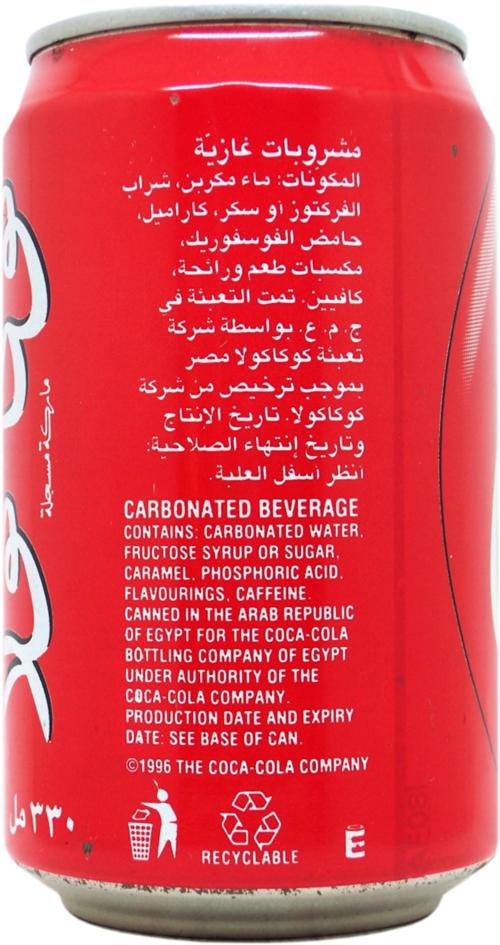 مشروبات غازيّة
المكوّنات: ماء مكربن، شراب
الفركتوز أو سكر، كاراميل،
حامض الفوسفوريك،
مكسبات طعم ورائحة،
كافيين. تمت التعبئة في
ج. م. ع. بواسطة شركة
تعبئة كوكاكولا مصر
بموجب ترخيص من شركة
كوكاكولا. تاريخ الإنتاج
وتاريخ إنتهاء الصلاحية:
أنظر أسفل العلبة.
CARBONATED BEVERAGE
CONTAINS: CARBONATED WATER,
FRUCTOSE SYRUP OR SUGAR,
CARAMEL, PHOSPHORIC ACID,
FLAVOURINGS, CAFFEINE.
CANNED IN THE ARAB REPUBLIC
OF EGYPT FOR THE COCA-COLA
BOTTLING COMPANY OF EGYPT
UNDER AUTHORITY OF THE
COCA-COLA COMPANY.
PRODUCTION DATE AND EXPIRY
DATE: SEE BASE OF CAN.
©1996 THE COCA-COLA COMPANY
RECYCLABLE
E
ماركة مسجلة
٣٣٠ مل